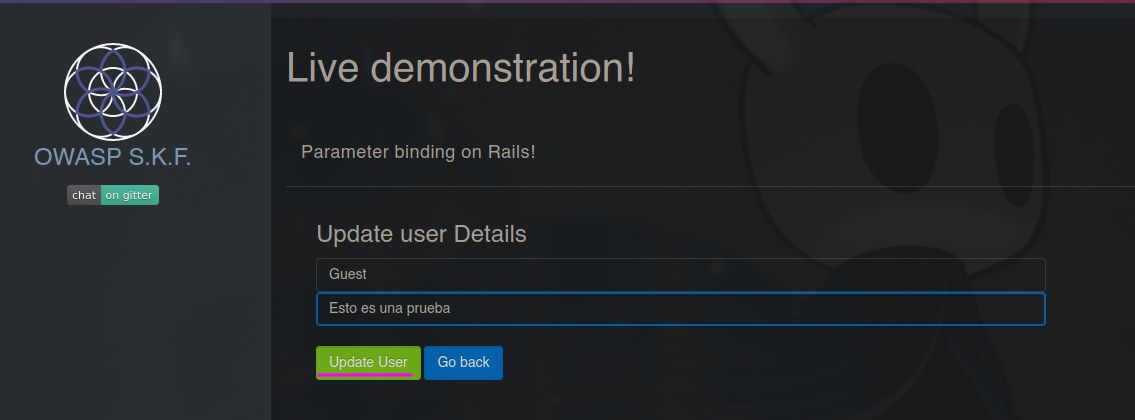 Live demonstration!
OWASP S.K.F.
chat on gitter
Parameter binding on Rails!
Update user Details
Guest
Esto es una prueba
Update User Go back